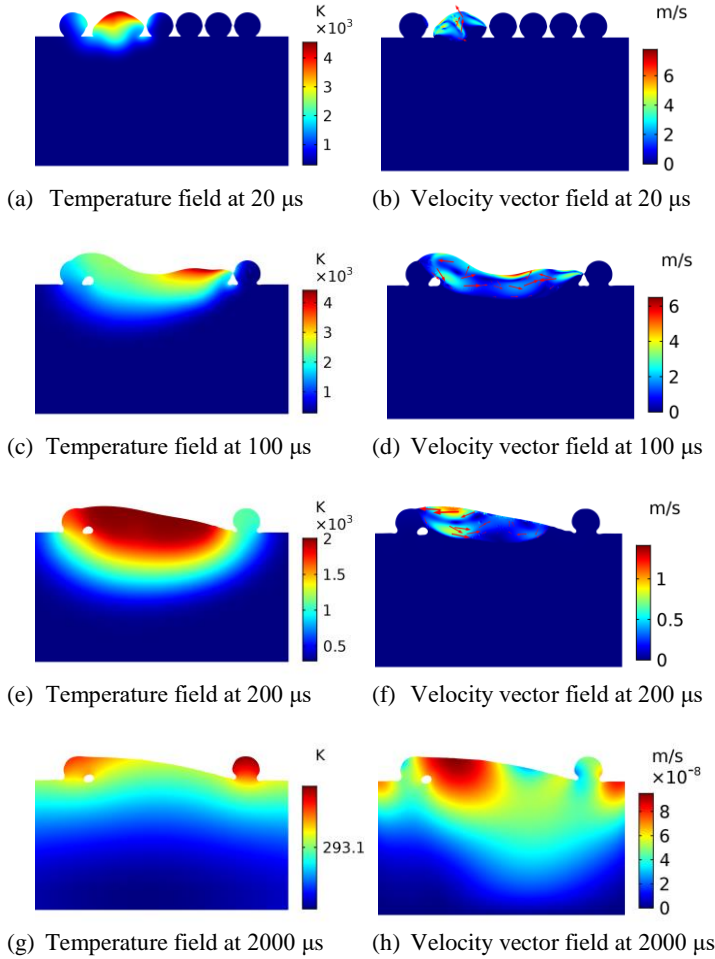 K
×10³
4
3
2
1
m/s
6
4
2
0
(a) Temperature field at 20 μs
(b) Velocity vector field at 20 μs
K
×10³
4
3
2
1
m/s
6
4
2
0
(c) Temperature field at 100 μs
(d) Velocity vector field at 100 μs
K
×10³
2
1.5
1
0.5
m/s
1
0.5
0
(e) Temperature field at 200 μs
(f) Velocity vector field at 200 μs
K
293.1
m/s
×10⁻⁸
8
6
4
2
0
(g) Temperature field at 2000 μs
(h) Velocity vector field at 2000 μs